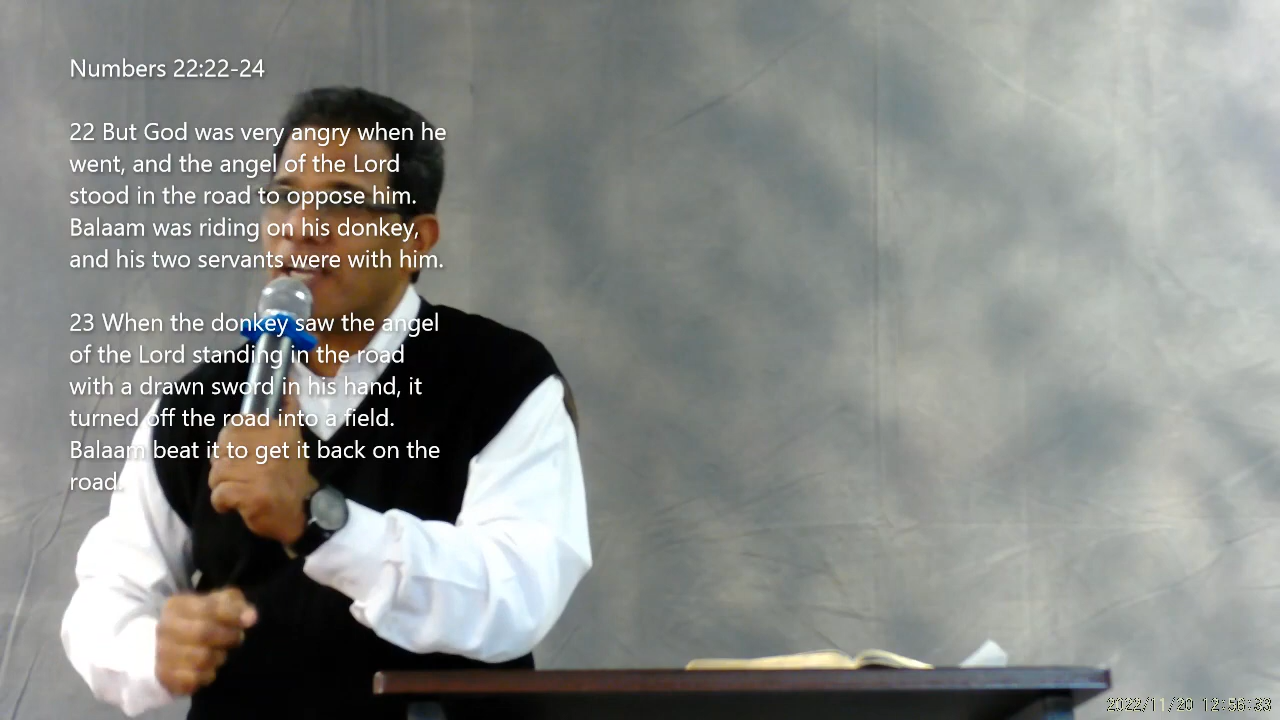 Numbers 22:22-24
22 But God was very angry when he
went, and the angel of the Lord
stood in the road to oppose him.
Balaam was riding on his donkey,
and his two servants were with him.
23 When the donkey saw the angel
of the Lord standing in the road
with a drawn sword in his hand, it
turned off the road into a field.
Balaam beat it to get it back on the
road.
2022/11/20